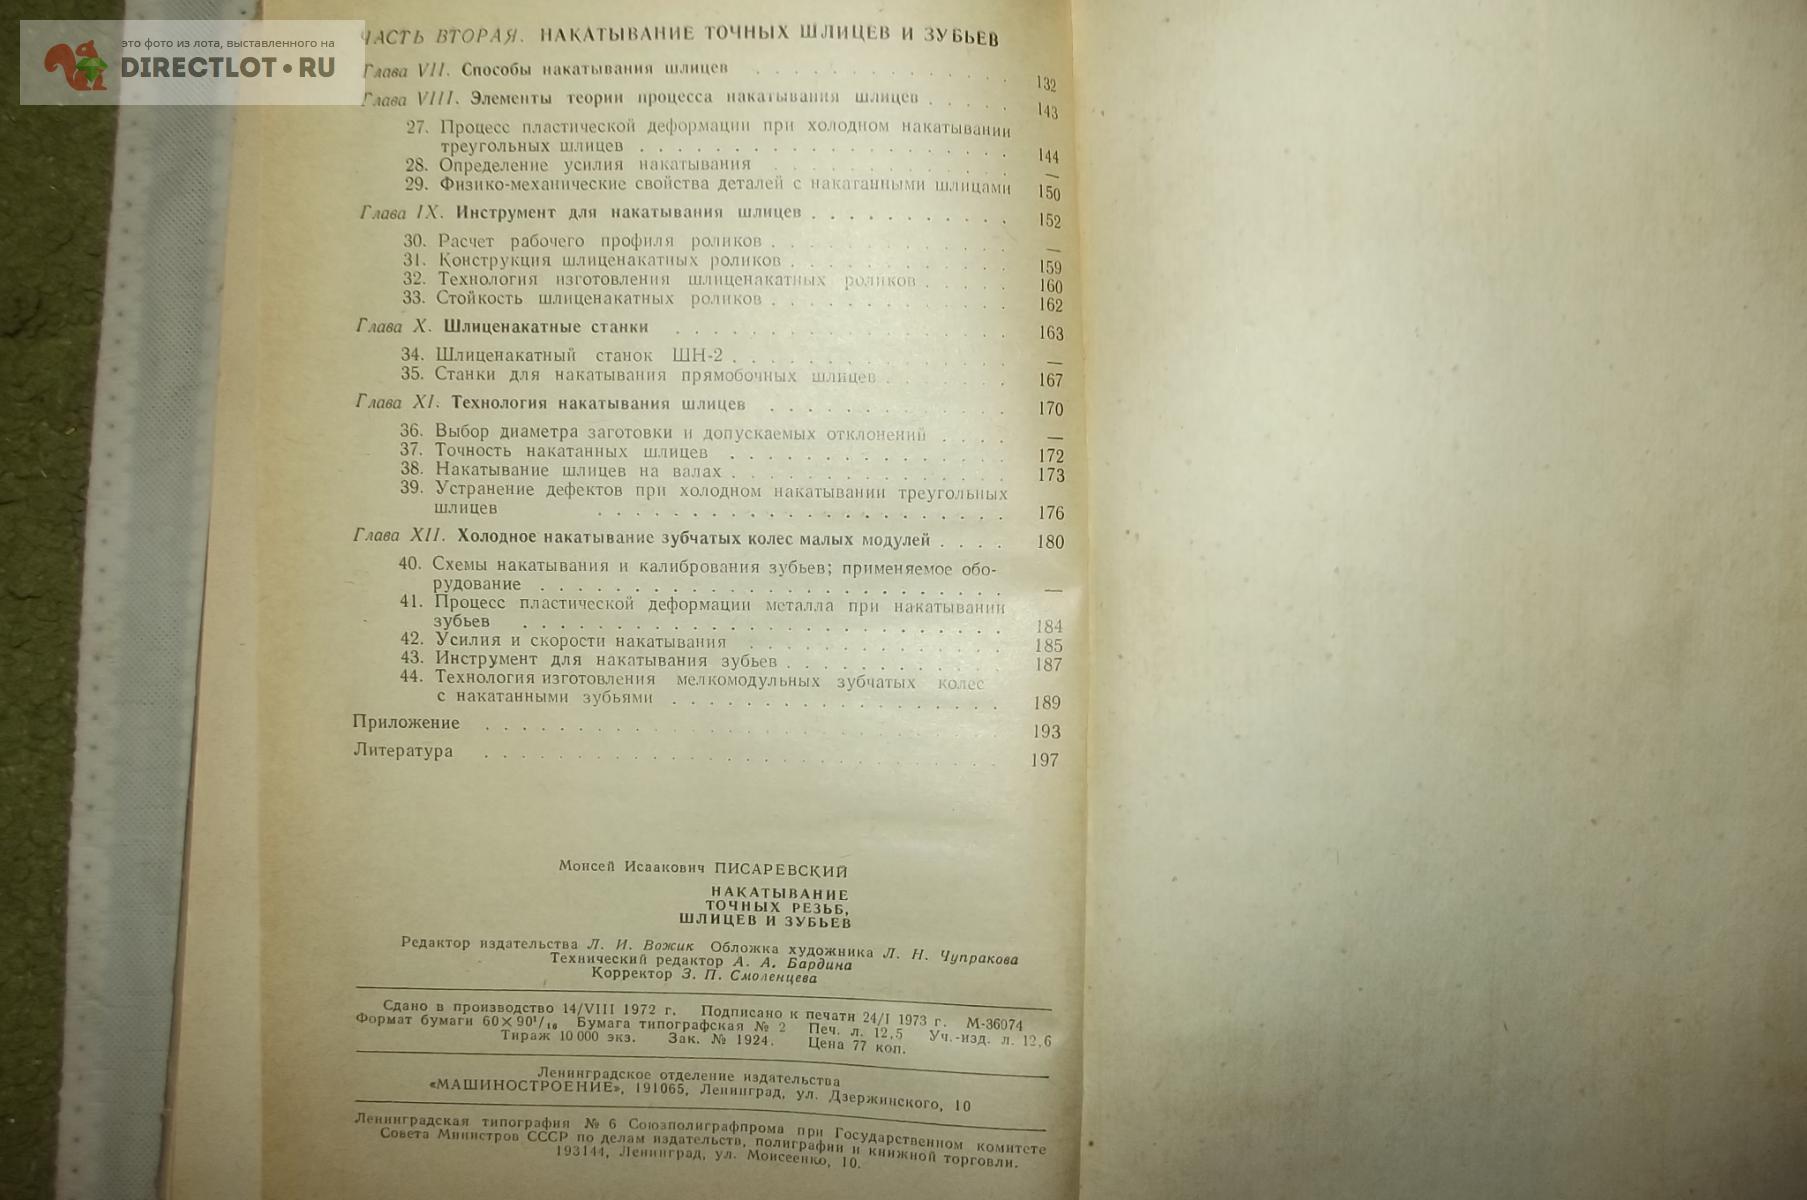 это фото из лота, выставленного на
DIRECTLOT•RU
ЧАСТЬ ВТОРАЯ. НАКАТЫВАНИЕ ТОЧНЫХ ШЛИЦЕВ И ЗУБЬЕВ
Глава VII. Способы накатывания шлицев . . . . . . . . . . . . . . 132
Глава VIII. Элементы теории процесса накатывания шлицев . . . . . 143
27. Процесс пластической деформации при холодном накатывании
треугольных шлицев . . . . . . . . . . . . . . . . . . . . 144
28. Определение усилия накатывания . . . . . . . . . . . . . —
29. Физико-механические свойства деталей с накатанными шлицами 150
Глава IX. Инструмент для накатывания шлицев . . . . . . . . . . . 152
30. Расчет рабочего профиля роликов . . . . . . . . . . . . . —
31. Конструкция шлиценакатных роликов . . . . . . . . . . . . 159
32. Технология изготовления шлиценакатных роликов . . . . . 160
33. Стойкость шлиценакатных роликов . . . . . . . . . . . . . 162
Глава X. Шлиценакатные станки . . . . . . . . . . . . . . . . . . 163
34. Шлиценакатный станок ШН-2 . . . . . . . . . . . . . . . —
35. Станки для накатывания прямобочных шлицев . . . . . . . 167
Глава XI. Технология накатывания шлицев . . . . . . . . . . . . . 170
36. Выбор диаметра заготовки и допускаемых отклонений . . . . —
37. Точность накатанных шлицев . . . . . . . . . . . . . . . 172
38. Накатывание шлицев на валах . . . . . . . . . . . . . . . 173
39. Устранение дефектов при холодном накатывании треугольных
шлицев . . . . . . . . . . . . . . . . . . . . . . 176
Глава XII. Холодное накатывание зубчатых колес малых модулей . . . . 180
40. Схемы накатывания и калибрования зубьев; применяемое обо-
рудование . . . . . . . . . . . . . . . . . . . . . . . . —
41. Процесс пластической деформации металла при накатывании
зубьев . . . . . . . . . . . . . . . . . . . . . . . . . . 184
42. Усилия и скорости накатывания . . . . . . . . . . . . . . 185
43. Инструмент для накатывания зубьев . . . . . . . . . . . . 187
44. Технология изготовления мелкомодульных зубчатых колес
с накатанными зубьями . . . . . . . . . . . . . . . . . . 189
Приложение . . . . . . . . . . . . . . . . . . . . . . . . . . . . 193
Литература . . . . . . . . . . . . . . . . . . . . . . . . . . . . 197
Моисей Исаакович ПИСАРЕВСКИЙ
НАКАТЫВАНИЕ
ТОЧНЫХ РЕЗЬБ,
ШЛИЦЕВ И ЗУБЬЕВ
Редактор издательства Л. И. Вожик Обложка художника Л. Н. Чупракова
Технический редактор А. А. Бардина
Корректор З. П. Смоленцева
Сдано в производство 14/VIII 1972 г. Подписано к печати 24/I 1973 г. М-36074
Формат бумаги 60×90¹/₁₆ Бумага типографская № 2 Печ. л. 12,5 Уч.-изд. л. 12,6
Тираж 10 000 экз. Зак. № 1924. Цена 77 коп.
Ленинградское отделение издательства
«МАШИНОСТРОЕНИЕ», 191065, Ленинград, ул. Дзержинского, 10
Ленинградская типография № 6 Союзполиграфпрома при Государственном комитете
Совета Министров СССР по делам издательств, полиграфии и книжной торговли.
193144, Ленинград, ул. Моисеенко, 10.